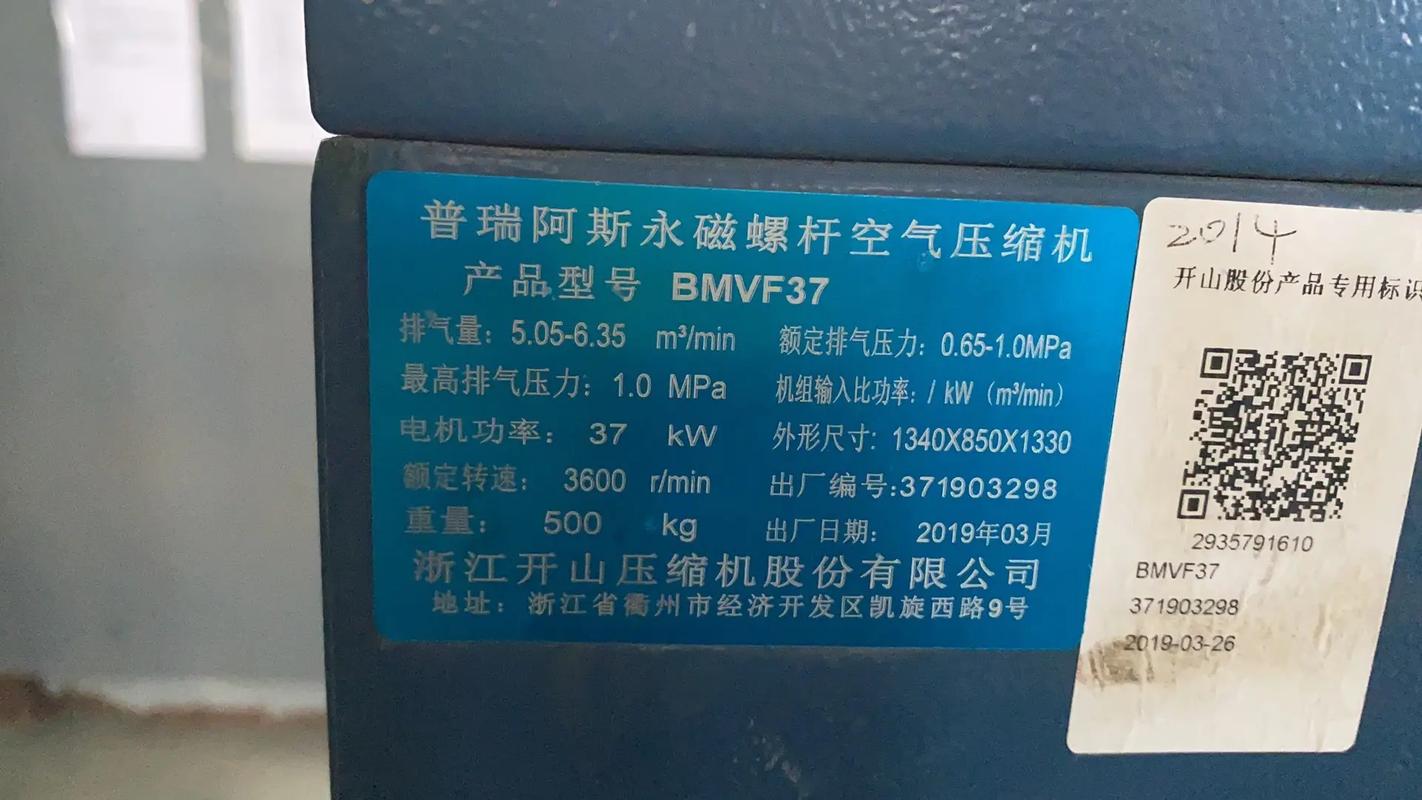 普瑞阿斯永磁螺杆空气压缩机
产品型号 BMVF37
排气量: 5.05-6.35 m³/min 额定排气压力: 0.65-1.0MPa
最高排气压力: 1.0 MPa 机组输入比功率: / kW (m³/min)
电机功率: 37 kW 外形尺寸: 1340X850X1330
额定转速: 3600 r/min 出厂编号:371903298
重量: 500 kg 出厂日期: 2019年03月
浙江开山压缩机股份有限公司
地址: 浙江省衢州市经济开发区凯旋西路9号
2014
开山股份产品专用标识
2935791610
BMVF37
371903298
2019-03-26